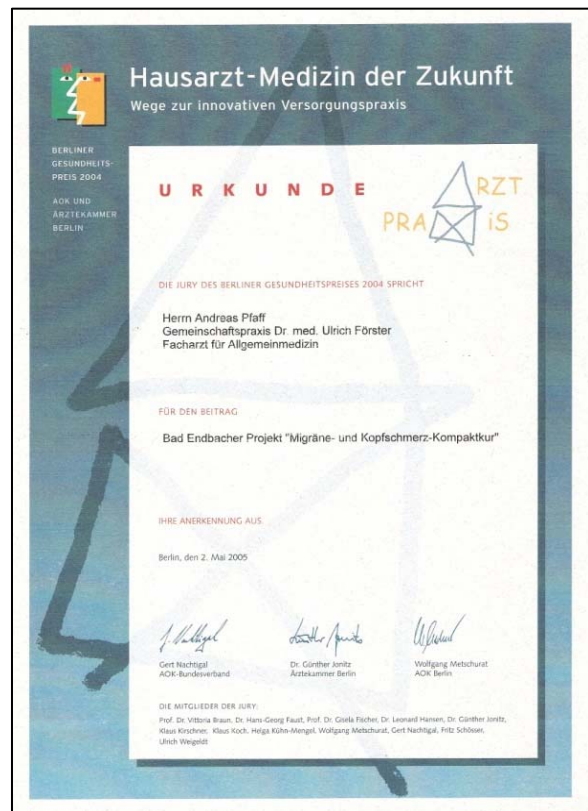 Hausarzt-Medizin der Zukunft
Wege zur innovativen Versorgungspraxis
BERLINER
GESUNDHEITS-
PREIS 2004
AOK UND
ÄRZTEKAMMER
BERLIN
URKUNDE
ARZT
PRAXiS
DIE JURY DES BERLINER GESUNDHEITSPREISES 2004 SPRICHT
Herrn Andreas Pfaff
Gemeinschaftspraxis Dr. med. Ulrich Förster
Facharzt für Allgemeinmedizin
FÜR DEN BEITRAG
Bad Endbacher Projekt "Migräne- und Kopfschmerz-Kompaktkur"
IHRE ANERKENNUNG AUS
Berlin, den 2. Mai 2005
Gert Nachtigal
AOK-Bundesverband
Dr. Günther Jonitz
Ärztekammer Berlin
Wolfgang Metschurat
AOK Berlin
DIE MITGLIEDER DER JURY:
Prof. Dr. Vittoria Braun, Dr. Hans-Georg Faust, Prof. Dr. Gisela Fischer, Dr. Leonard Hansen, Dr. Günther Jonitz,
Klaus Kirschner, Klaus Koch, Helga Kühn-Mengel, Wolfgang Metschurat, Gert Nachtigal, Fritz Schösser,
Ulrich Weigeldt